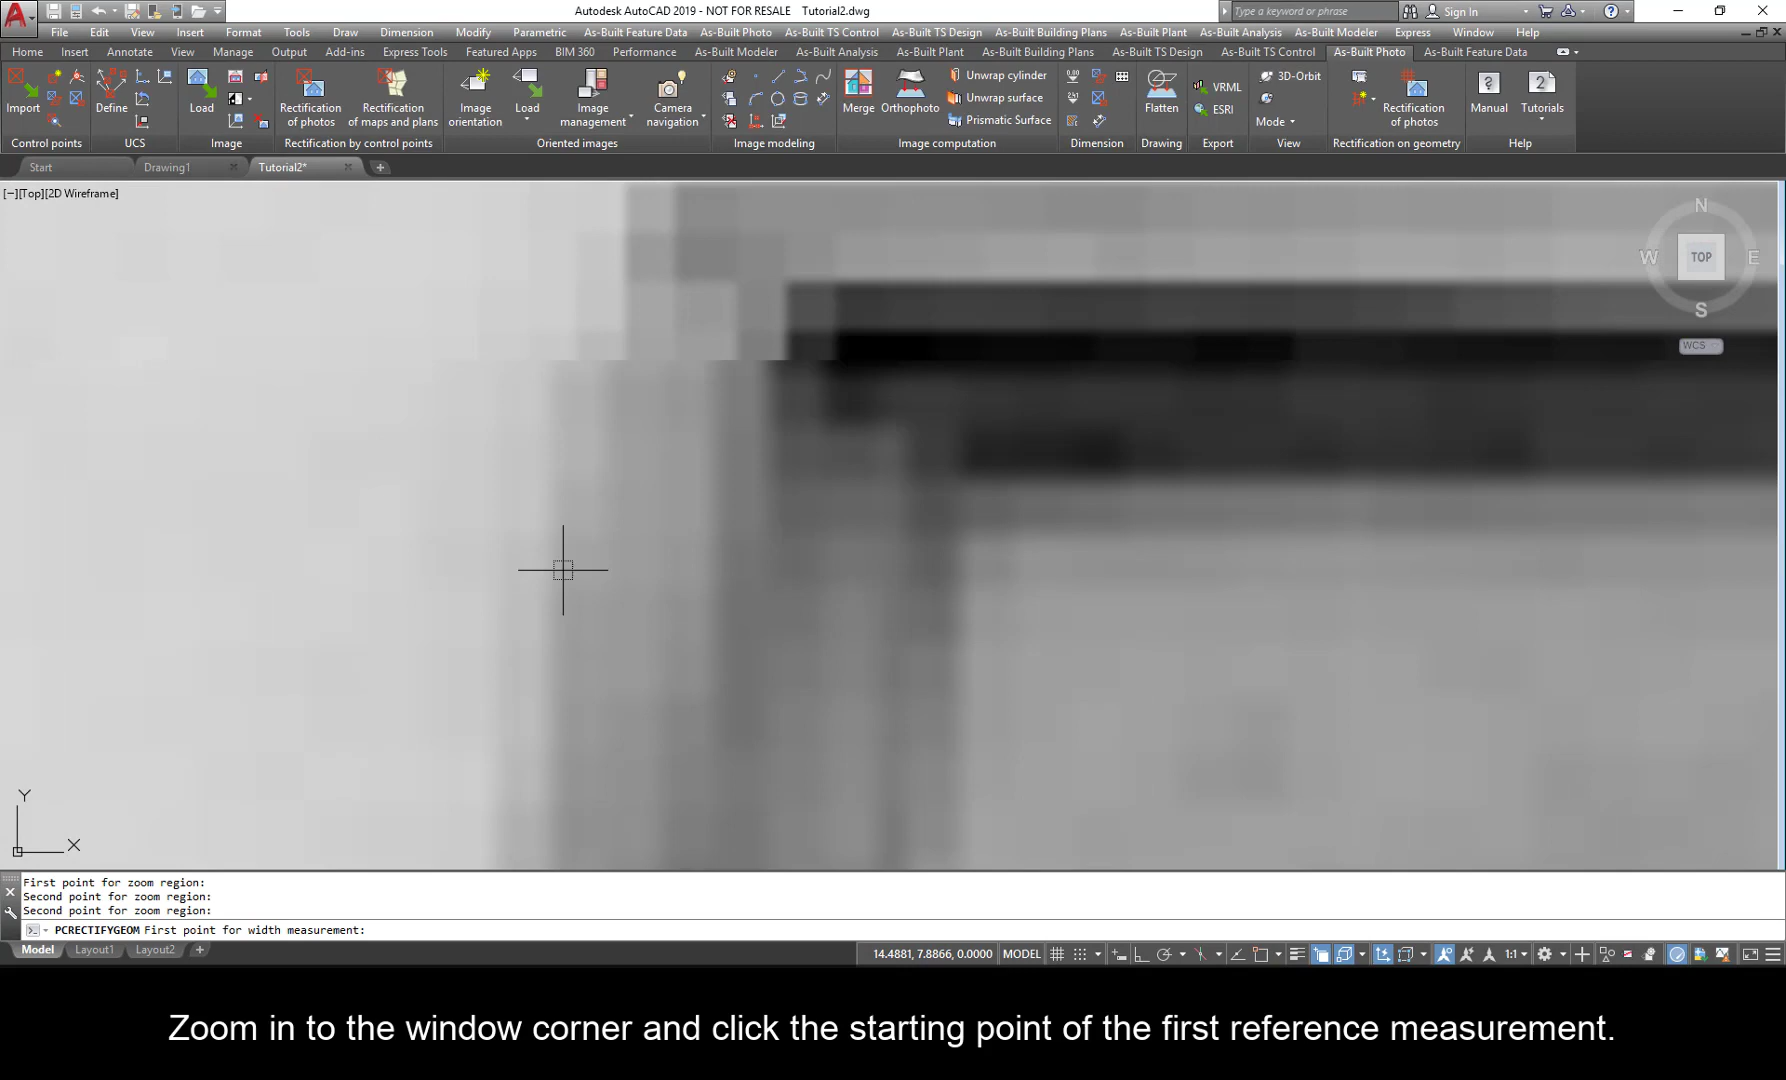 Autodesk AutoCAD 2019 - NOT FOR RESALE Tutorial2.dwg
Type a keyword or phrase
Sign In
File Edit View Insert Format Tools Draw Dimension Modify Parametric As-Built Feature Data As-Built Photo As-Built TS Control As-Built TS Design As-Built Building Plans As-Built Plant As-Built Analysis As-Built Modeler Express Window Help
Home Insert Annotate View Manage Output Add-ins Express Tools Featured Apps BIM 360 Performance As-Built Modeler As-Built Analysis As-Built Plant As-Built Building Plans As-Built TS Design As-Built TS Control As-Built Photo As-Built Feature Data
Import
Define
Load
Rectification of photos
Rectification of maps and plans
Image orientation
Load
Image management
Camera navigation
Merge
Orthophoto
Unwrap cylinder
Unwrap surface
Prismatic Surface
Flatten
VRML
ESRI
3D-Orbit
Mode
Rectification of photos
Manual
Tutorials
Control points UCS Image Rectification by control points Oriented images Image modeling Image computation Dimension Drawing Export View Rectification on geometry Help
Start Drawing1 Tutorial2*
[−][Top][2D Wireframe]
N
W TOP E
S
WCS
Y
X
First point for zoom region:
Second point for zoom region:
Second point for zoom region:
PCRECTIFYGEOM First point for width measurement:
Model Layout1 Layout2
14.4881, 7.8866, 0.0000 MODEL 1:1
Zoom in to the window corner and click the starting point of the first reference measurement.